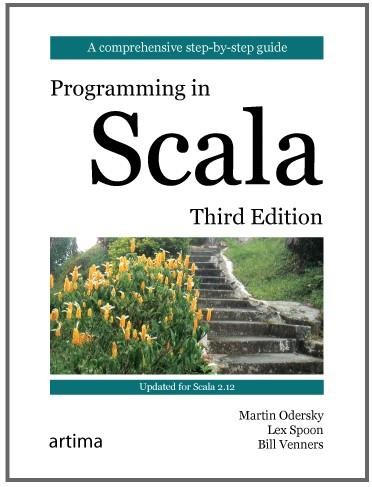 A comprehensive step-by-step guide
Programming in
Scala
Third Edition
Updated for Scala 2.12
Martin Odersky
Lex Spoon
Bill Venners
artima